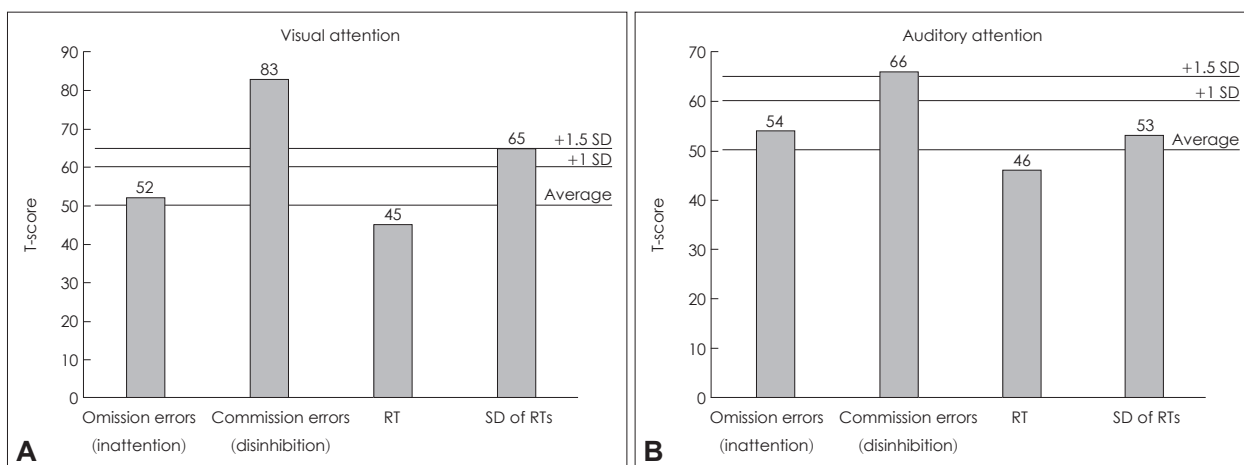 Visual attention
90
80
70
60
50
40
30
20
10
0
T-score
52
83
45
65
+1.5 SD
+1 SD
Average
Omission errors
(inattention)
Commission errors
(disinhibition)
RT
SD of RTs
A
Auditory attention
70
60
50
40
30
20
10
0
T-score
54
66
46
53
+1.5 SD
+1 SD
Average
Omission errors
(inattention)
Commission errors
(disinhibition)
RT
SD of RTs
B